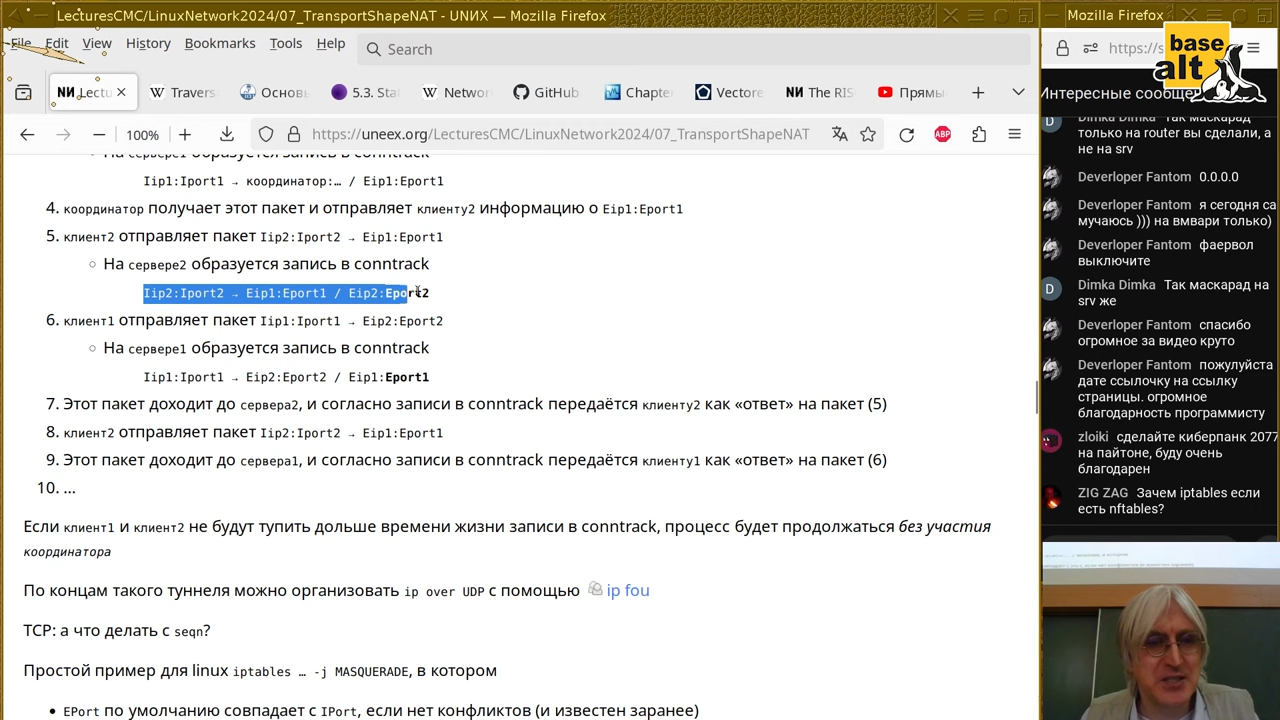 LecturesCMC/LinuxNetwork2024/07_TransportShapeNAT - UNИX — Mozilla Firefox
Mozilla Firefox
File Edit View History Bookmarks Tools Help
Search
https://s
base
alt
Lectu
W Travers
Основ
5.3. Stat
W Networ
GitHub
Chapte
Vectore
NИ The RIS
Прямы
Интересные сообще
100%
https://uneex.org/LecturesCMC/LinuxNetwork2024/07_TransportShapeNAT
ABP
На сервере1 образуется запись в conntrack
Iip1:Iport1 → координатор:… / Eip1:Eport1
4. координатор получает этот пакет и отправляет клиенту2 информацию о Eip1:Eport1
5. клиент2 отправляет пакет Iip2:Iport2 → Eip1:Eport1
На сервере2 образуется запись в conntrack
Iip2:Iport2 → Eip1:Eport1 / Eip2:Eport2
6. клиент1 отправляет пакет Iip1:Iport1 → Eip2:Eport2
На сервере1 образуется запись в conntrack
Iip1:Iport1 → Eip2:Eport2 / Eip1:Eport1
7. Этот пакет доходит до сервера2, и согласно записи в conntrack передаётся клиенту2 как «ответ» на пакет (5)
8. клиент2 отправляет пакет Iip2:Iport2 → Eip1:Eport1
9. Этот пакет доходит до сервера1, и согласно записи в conntrack передаётся клиенту1 как «ответ» на пакет (6)
10. ...
Если клиент1 и клиент2 не будут тупить дольше времени жизни записи в conntrack, процесс будет продолжаться без участия
координатора
По концам такого туннеля можно организовать ip over UDP с помощью ip fou
TCP: а что делать с seqn?
Простой пример для linux iptables … -j MASQUERADE, в котором
EPort по умолчанию совпадает с IPort, если нет конфликтов (и известен заранее)
D Dimka Dimka Так маскарад
только на router вы сделали, а
не на srv
Deverloper Fantom 0.0.0.0
Deverloper Fantom я сегодня са
мучаюсь ))) на вмвари только)
Deverloper Fantom фаервол
выключите
D Dimka Dimka Так маскарад на
srv же
Deverloper Fantom спасибо
огромное за видео круто
Deverloper Fantom пожулуйста
дате ссылочку на ссылку
страницы. огромное
благодарность программисту
zloiki сделайте киберпанк 2077
на пайтоне, буду очень
благодарен
ZIG ZAG Зачем iptables если
есть nftables?